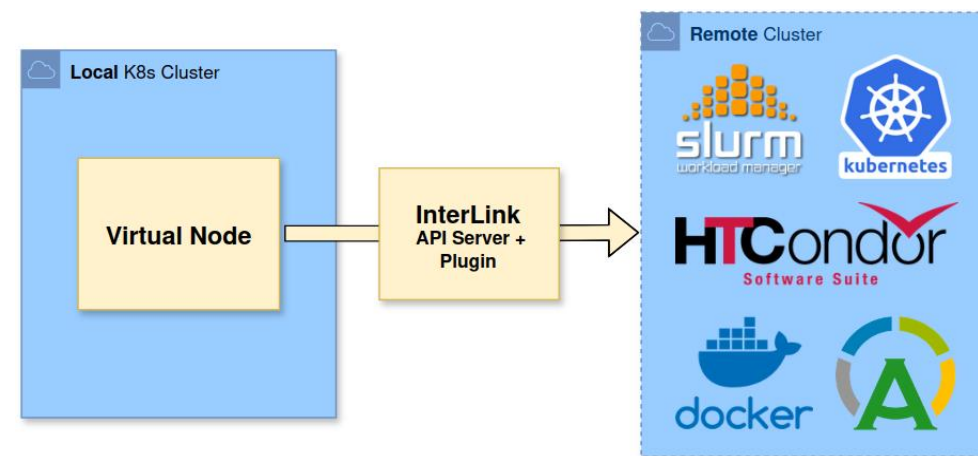 Local K8s Cluster
Virtual Node
InterLink
API Server +
Plugin
Remote Cluster
slurm
workload manager
kubernetes
HTCondor
Software Suite
docker
A